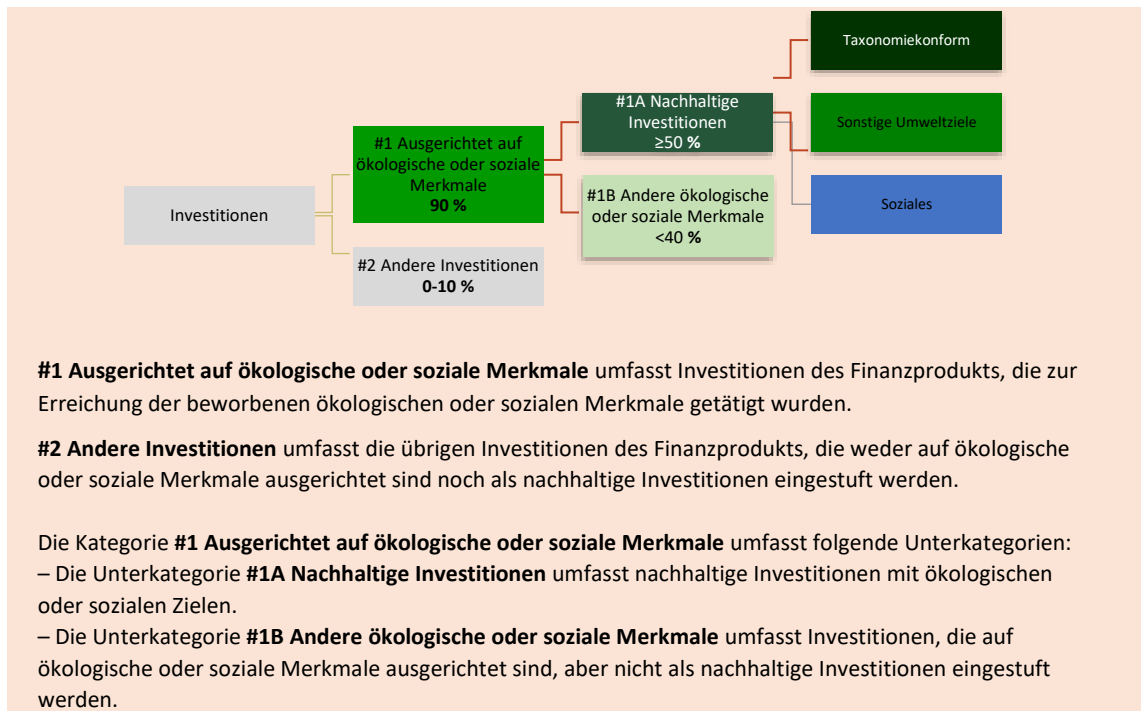 Taxonomiekonform
#1A Nachhaltige
Investitionen
≥50 %
Sonstige Umweltziele
#1 Ausgerichtet auf
ökologische oder soziale
Merkmale
90 %
#1B Andere ökologische
oder soziale Merkmale
<40 %
Soziales
Investitionen
#2 Andere Investitionen
0-10 %
#1 Ausgerichtet auf ökologische oder soziale Merkmale umfasst Investitionen des Finanzprodukts, die zur
Erreichung der beworbenen ökologischen oder sozialen Merkmale getätigt wurden.
#2 Andere Investitionen umfasst die übrigen Investitionen des Finanzprodukts, die weder auf ökologische
oder soziale Merkmale ausgerichtet sind noch als nachhaltige Investitionen eingestuft werden.
Die Kategorie #1 Ausgerichtet auf ökologische oder soziale Merkmale umfasst folgende Unterkategorien:
– Die Unterkategorie #1A Nachhaltige Investitionen umfasst nachhaltige Investitionen mit ökologischen
oder sozialen Zielen.
– Die Unterkategorie #1B Andere ökologische oder soziale Merkmale umfasst Investitionen, die auf
ökologische oder soziale Merkmale ausgerichtet sind, aber nicht als nachhaltige Investitionen eingestuft
werden.